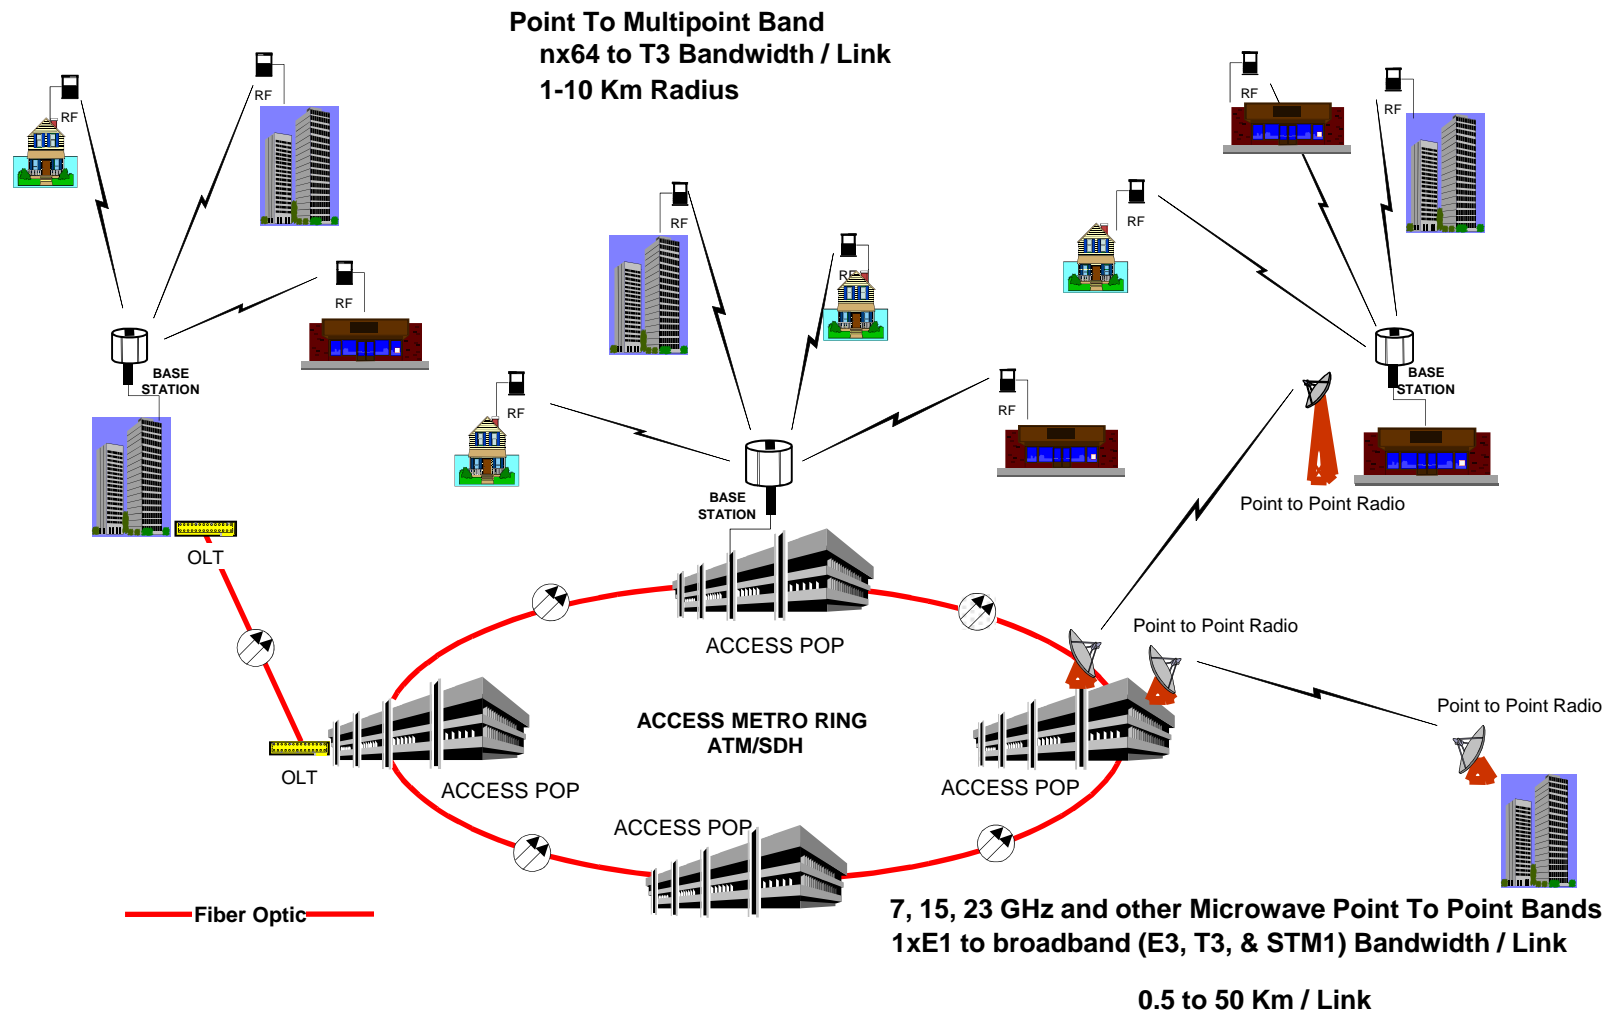 Point To Multipoint Band
nx64 to T3 Bandwidth / Link
1-10 Km Radius
RF
RF
RF
RF
RF
RF
RF
RF
RF
RF
BASE
STATION
BASE
STATION
RF
BASE
STATION
Point to Point Radio
OLT
Point to Point Radio
ACCESS POP
Point to Point Radio
ACCESS METRO RING
ATM/SDH
OLT
ACCESS POP
ACCESS POP
ACCESS POP
Fiber Optic
7, 15, 23 GHz and other Microwave Point To Point Bands
1xE1 to broadband (E3, T3, & STM1) Bandwidth / Link
0.5 to 50 Km / Link